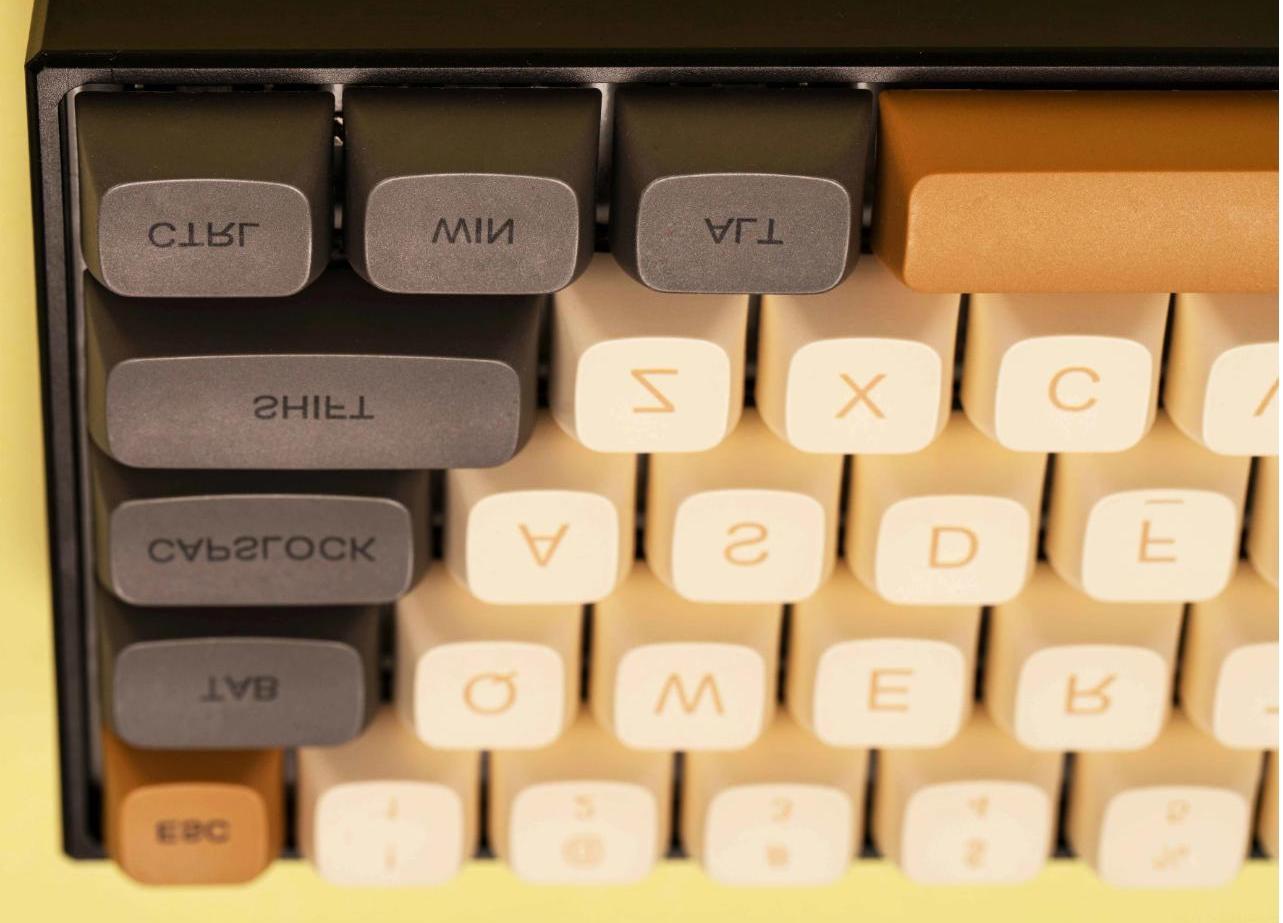 CTRL WIN ALT
SHIFT Z X C
CAPSLOCK A S D F
TAB Q W E R
ESC 1 2 3 4 5
! @ # $ %